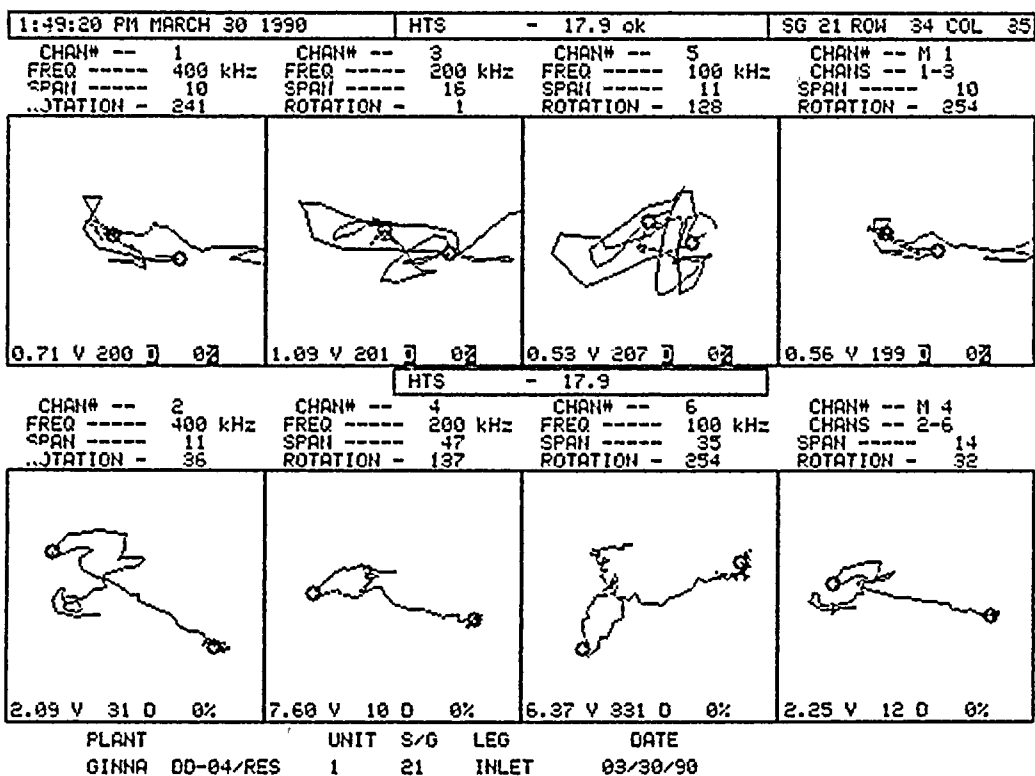 1:49:20 PM MARCH 30 1990 HTS - 17.9 ok SG 21 ROW 34 COL 35
CHAN# -- 1 CHAN# -- 3 CHAN# -- 5 CHAN# -- M 1
FREQ ----- 400 kHz FREQ ----- 200 kHz FREQ ----- 100 kHz CHANS -- 1-3
SPAN ----- 10 SPAN ----- 16 SPAN ----- 11 SPAN ----- 10
..OTATION - 241 ROTATION - 1 ROTATION - 128 ROTATION - 254
0.71 V 200 D 0% 1.09 V 201 D 0% 0.53 V 207 D 0% 0.56 V 199 D 0%
HTS - 17.9
CHAN# -- 2 CHAN# -- 4 CHAN# -- 6 CHAN# -- M 4
FREQ ----- 400 kHz FREQ ----- 200 kHz FREQ ----- 100 kHz CHANS -- 2-6
SPAN ----- 11 SPAN ----- 47 SPAN ----- 35 SPAN ----- 14
..OTATION - 36 ROTATION - 137 ROTATION - 254 ROTATION - 32
2.09 V 31 D 0% 7.60 V 10 D 0% 6.37 V 331 D 0% 2.25 V 12 D 0%
PLANT UNIT S/G LEG DATE
GINNA DD-04/RES 1 21 INLET 03/30/90